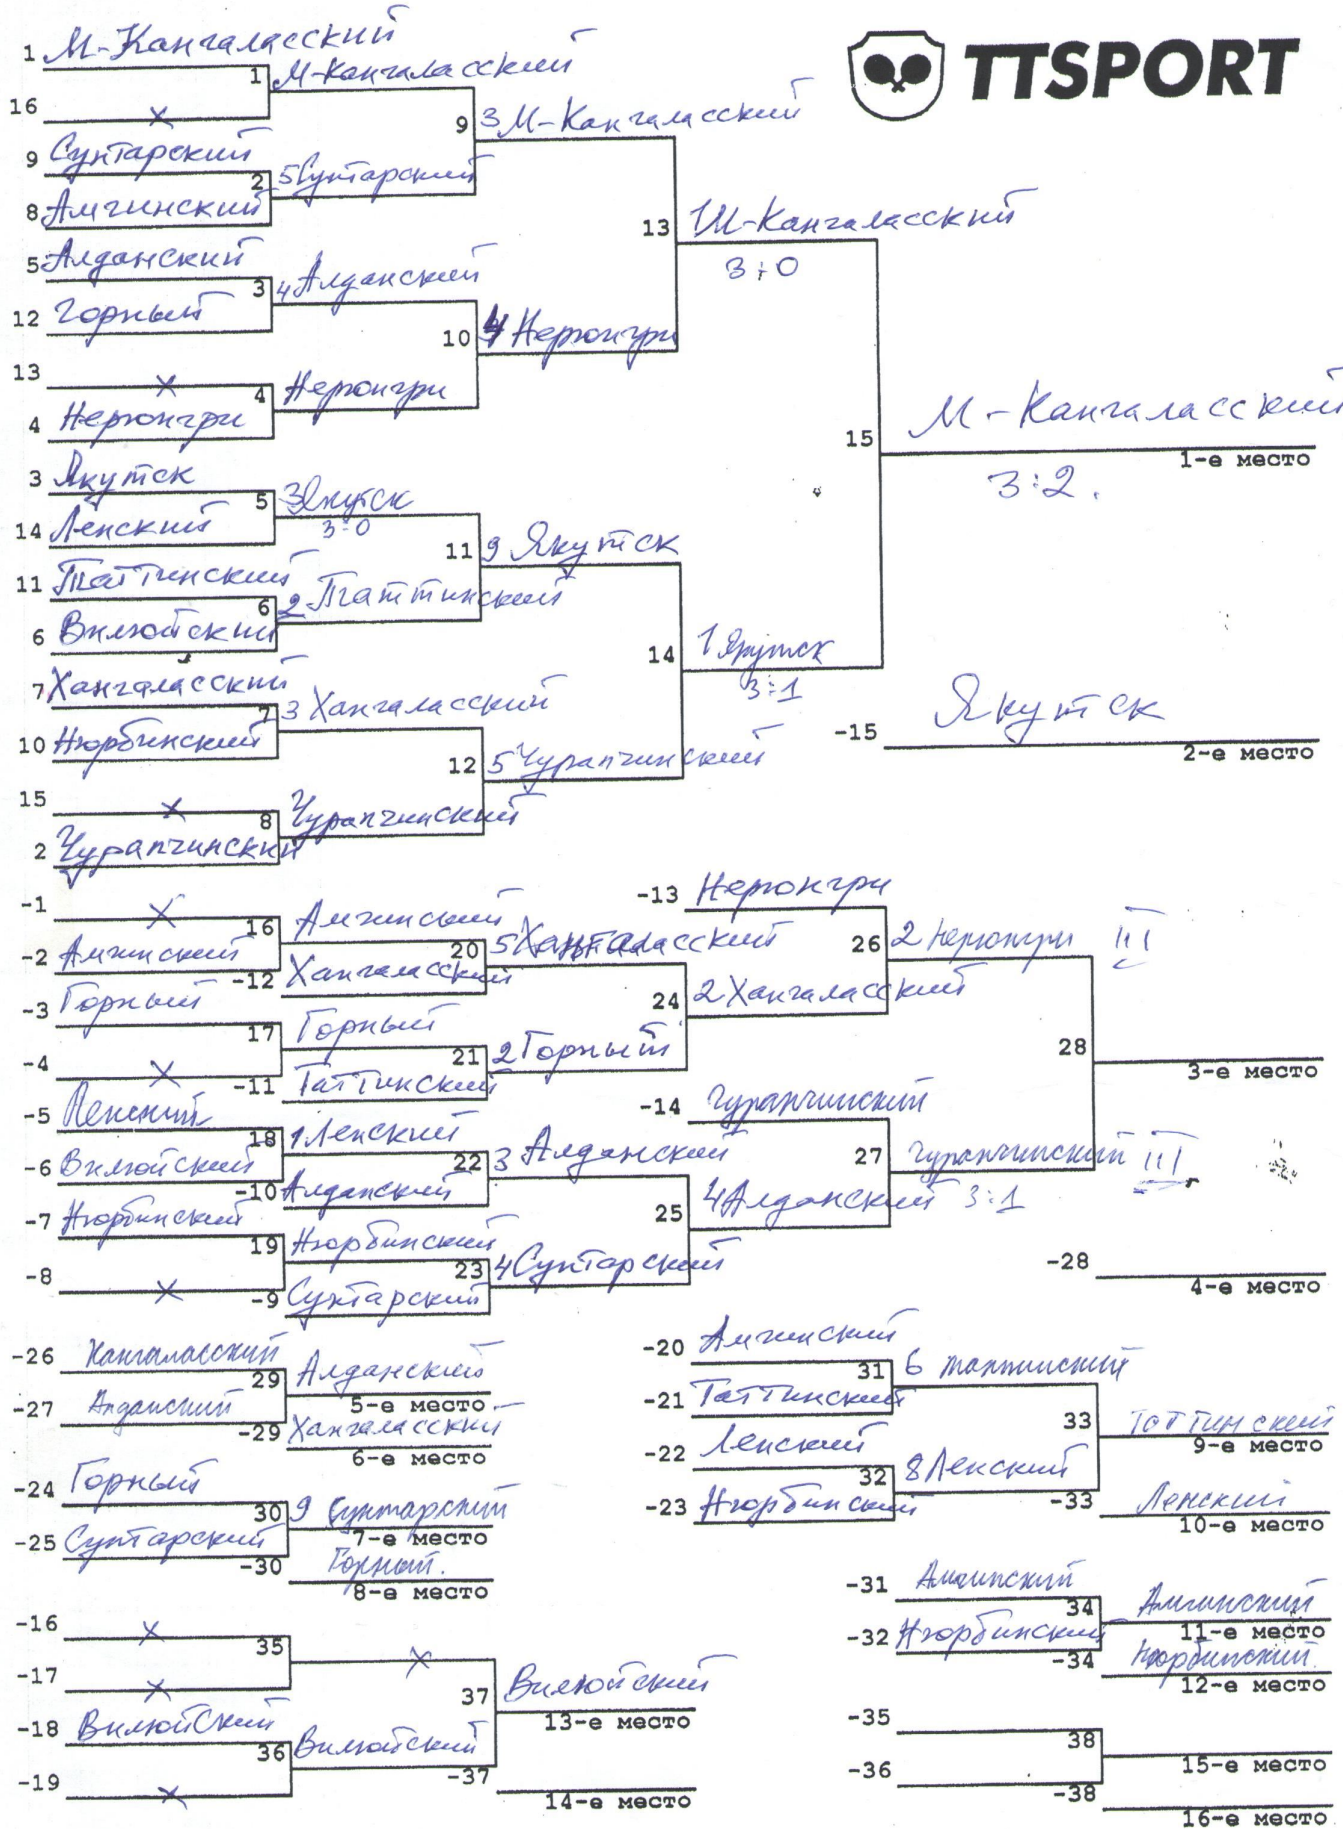 TTSPORT
1 М-Кангаласский
1 М-Кангаласский
16 X
9 3 М-Кангаласский
9 Сунтарский
2 5 Сунтарский
8 Амгинский
13 1 М-Кангаласский
3:0
5 Алданский
3 4 Алданский
12 Горный
10 4 Нерюнгри
13 X
4 Нерюнгри
4 Нерюнгри
15 М-Кангаласский
1-е место
3:2.
3 Якутск
5 3 Якутск
3:0
14 Ленский
11 9 Якутск
11 Таттинский
6 2 Таттинский
6 Вилюйский
14 1 Якутск
3:1
7 Хангаласский
7 3 Хангаласский
10 Нюрбинский
-15 Якутск
2-е место
12 5 Чурапчинский
15 X
8 Чурапчинский
2 Чурапчинский
-1 X
16 Амгинский
-2 Амгинский
20 5 Хангаласский
-12 Хангаласский
-3 Горный
17 Горный
-4 X
21 2 Горный
-11 Таттинский
-5 Ленский
18 1 Ленский
-6 Вилюйский
22 3 Алданский
-10 Алданский
-7 Нюрбинский
19 Нюрбинский
-8 X
23 4 Сунтарский
-9 Сунтарский
-13 Нерюнгри
26 2 Нерюнгри III
24 2 Хангаласский
28
3-е место
-14 Чурапчинский
27 Чурапчинский III
3:1
25 4 Алданский
-28
4-е место
-26 Хангаласский
29 Алданский
5-е место
-27 Алданский
-29 Хангаласский
6-е место
-24 Горный
30 9 Сунтарский
7-е место
-25 Сунтарский
-30 Горный.
8-е место
-20 Амгинский
31 6 Таттинский
-21 Таттинский
33 Таттинский
9-е место
-22 Ленский
32 8 Ленский
-23 Нюрбинский
-33 Ленский
10-е место
-31 Амгинский
34 Амгинский
11-е место
-32 Нюрбинский
-34 Нюрбинский
12-е место
-16 X
35 X
-17 X
37 Вилюйский
13-е место
-18 Вилюйский
36 Вилюйский
-19 X
-37
14-е место
-35
38
15-е место
-36
-38
16-е место